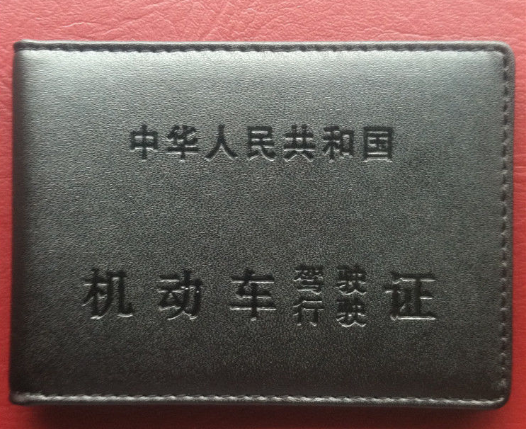 中华人民共和国
机动车驾驶证
行驶